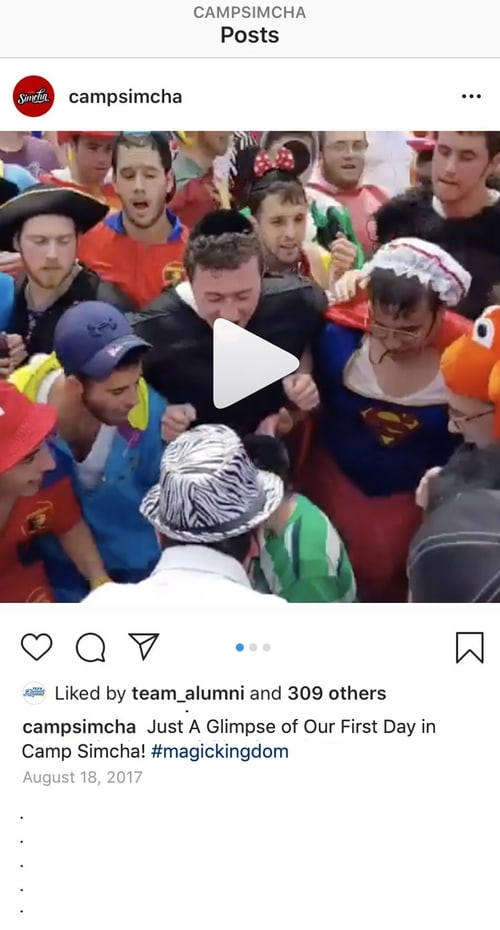 CAMPSIMCHA
Posts
Simcha
campsimcha
Liked by team_alumni and 309 others
campsimcha Just A Glimpse of Our First Day in
Camp Simcha! #magickingdom
August 18, 2017
.
.
.
.
.